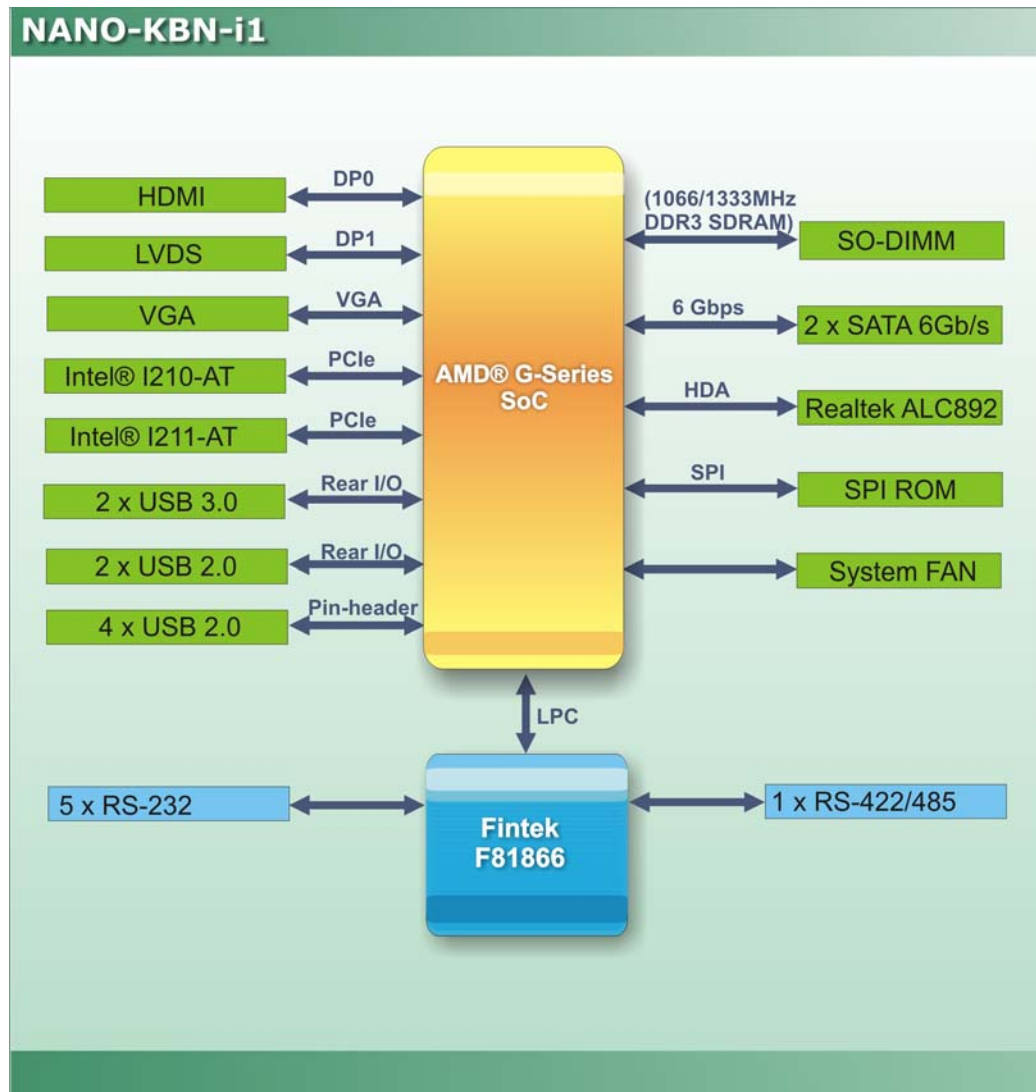 NANO-KBN-i1
HDMI
DP0
LVDS
DP1
VGA
VGA
Intel® I210-AT
PCIe
Intel® I211-AT
PCIe
2 x USB 3.0
Rear I/O
2 x USB 2.0
Rear I/O
4 x USB 2.0
Pin-header
AMD® G-Series
SoC
(1066/1333MHz
DDR3 SDRAM)
SO-DIMM
6 Gbps
2 x SATA 6Gb/s
HDA
Realtek ALC892
SPI
SPI ROM
System FAN
LPC
5 x RS-232
Fintek
F81866
1 x RS-422/485